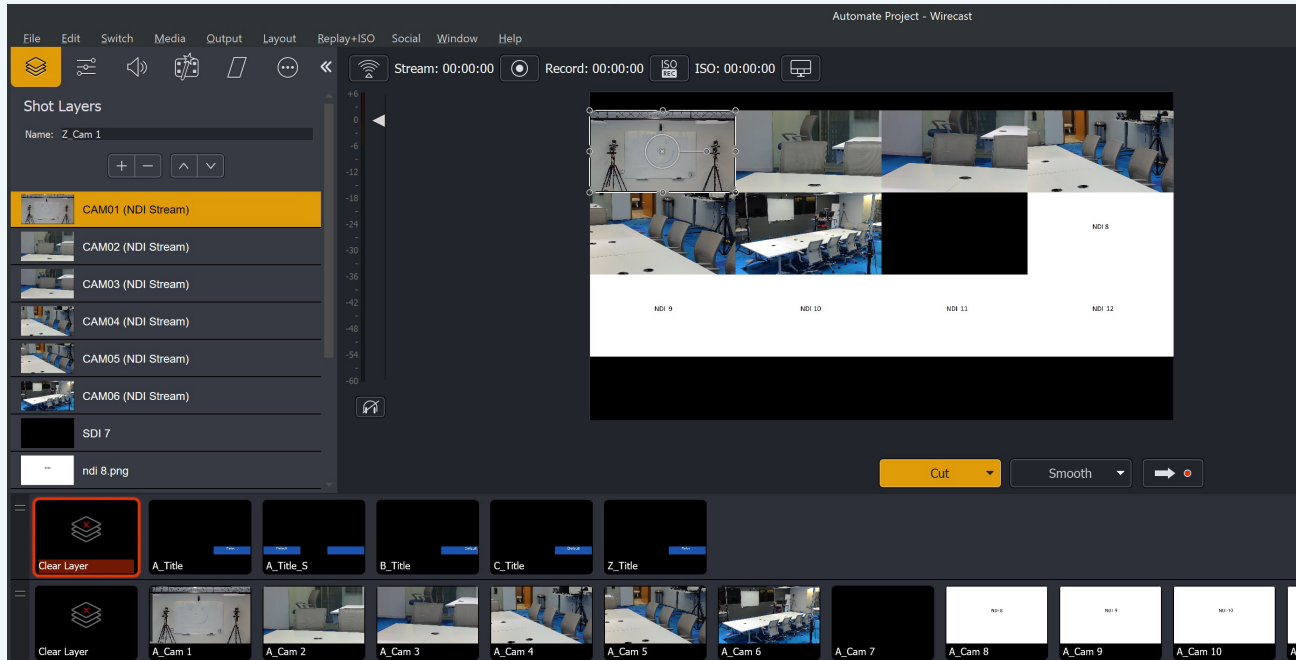 Automate Project - Wirecast
File Edit Switch Media Output Layout Replay+ISO Social Window Help
Stream: 00:00:00 Record: 00:00:00 ISO REC ISO: 00:00:00
Shot Layers
Name: Z_Cam 1
CAM01 (NDI Stream)
CAM02 (NDI Stream)
CAM03 (NDI Stream)
CAM04 (NDI Stream)
CAM05 (NDI Stream)
CAM06 (NDI Stream)
SDI 7
ndi 8.png
+6
0
-6
-12
-18
-24
-30
-36
-42
-48
-54
-60
NDI 8
NDI 9 NDI 10 NDI 11 NDI 12
Cut Smooth
Clear Layer A_Title A_Title_S B_Title C_Title Z_Title
NDI 8 NDI 9 NDI 10
Clear Layer A_Cam 1 A_Cam 2 A_Cam 3 A_Cam 4 A_Cam 5 A_Cam 6 A_Cam 7 A_Cam 8 A_Cam 9 A_Cam 10 A